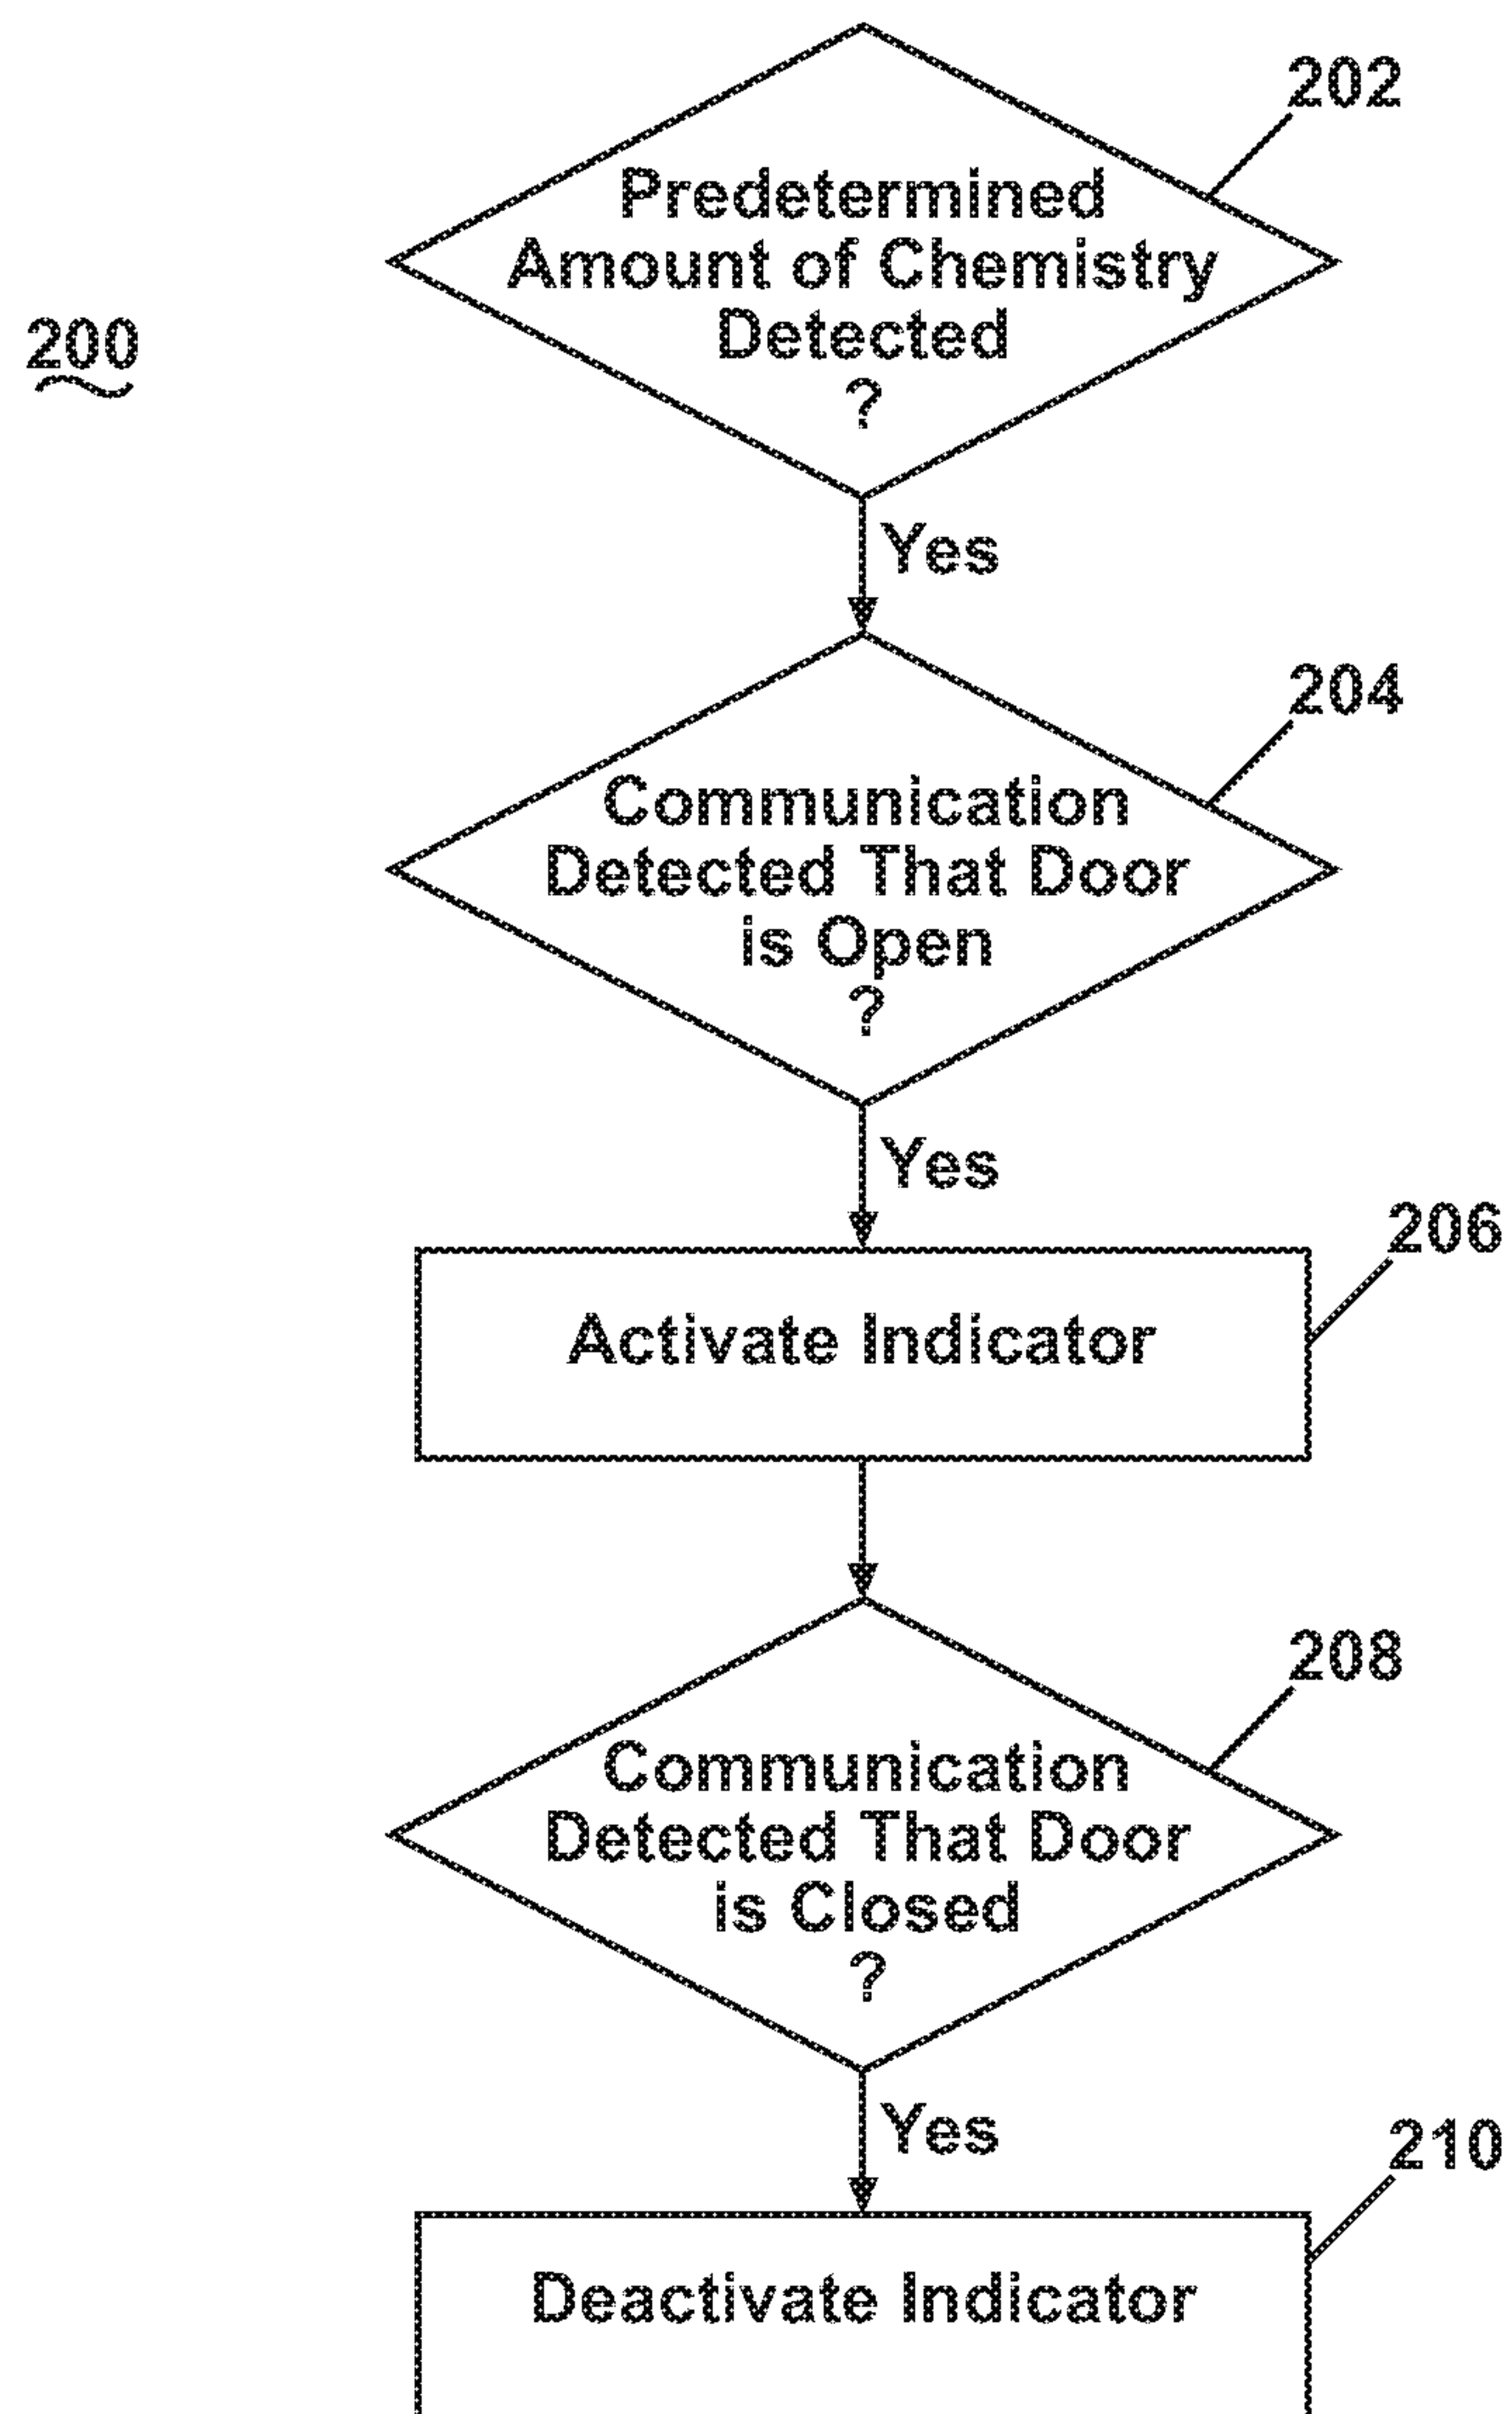 202
Predetermined
Amount of Chemistry
Detected
?
200
Yes
204
Communication
Detected That Door
is Open
?
Yes
206
Activate Indicator
208
Communication
Detected That Door
is Closed
?
Yes
210
Deactivate Indicator